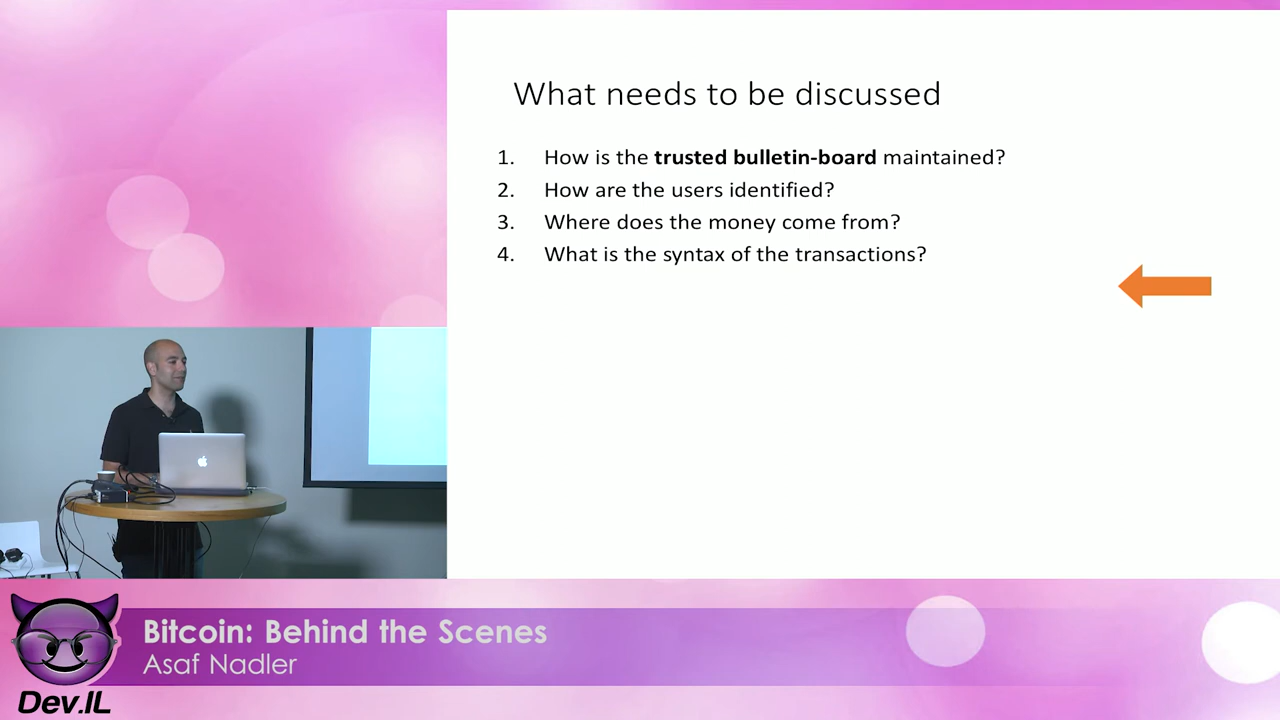 What needs to be discussed
1. How is the trusted bulletin-board maintained?
2. How are the users identified?
3. Where does the money come from?
4. What is the syntax of the transactions?
Bitcoin: Behind the Scenes
Asaf Nadler
Dev.IL